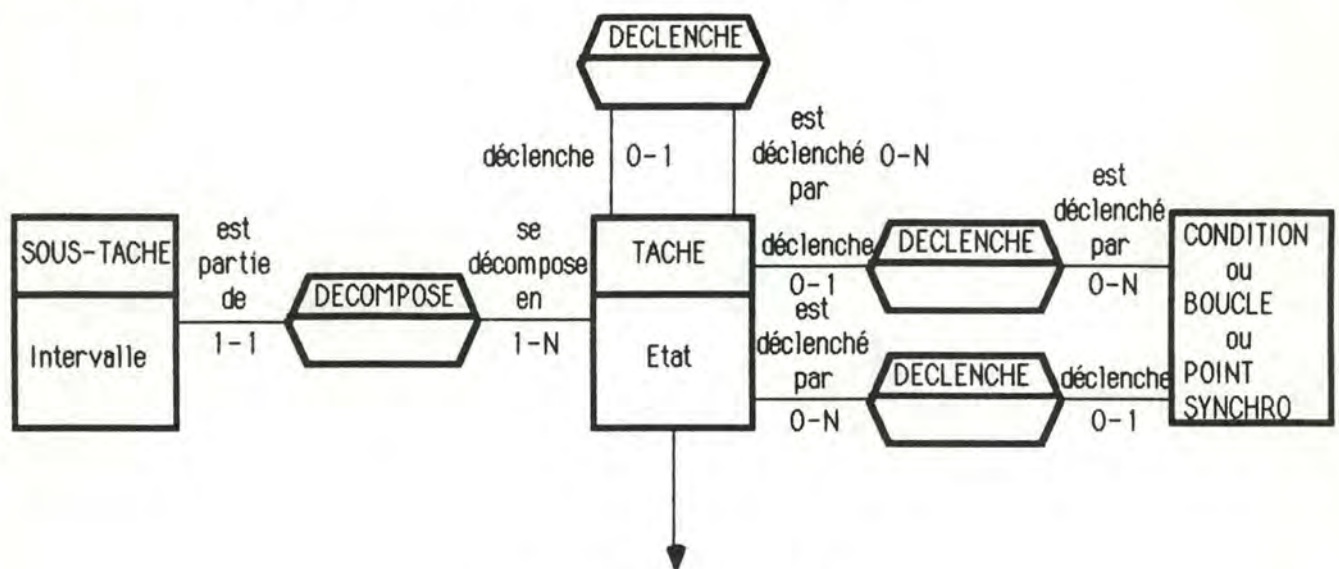 DECLENCHE
déclenche
0-1
est
déclenché
par
0-N
SOUS-TACHE
Intervalle
est
partie
de
1-1
DECOMPOSE
se
décompose
en
1-N
TACHE
Etat
déclenche
0-1
DECLENCHE
est
déclenché
par
0-N
est
déclenché
par
0-N
DECLENCHE
déclenche
0-1
CONDITION
ou
BOUCLE
ou
POINT
SYNCHRO